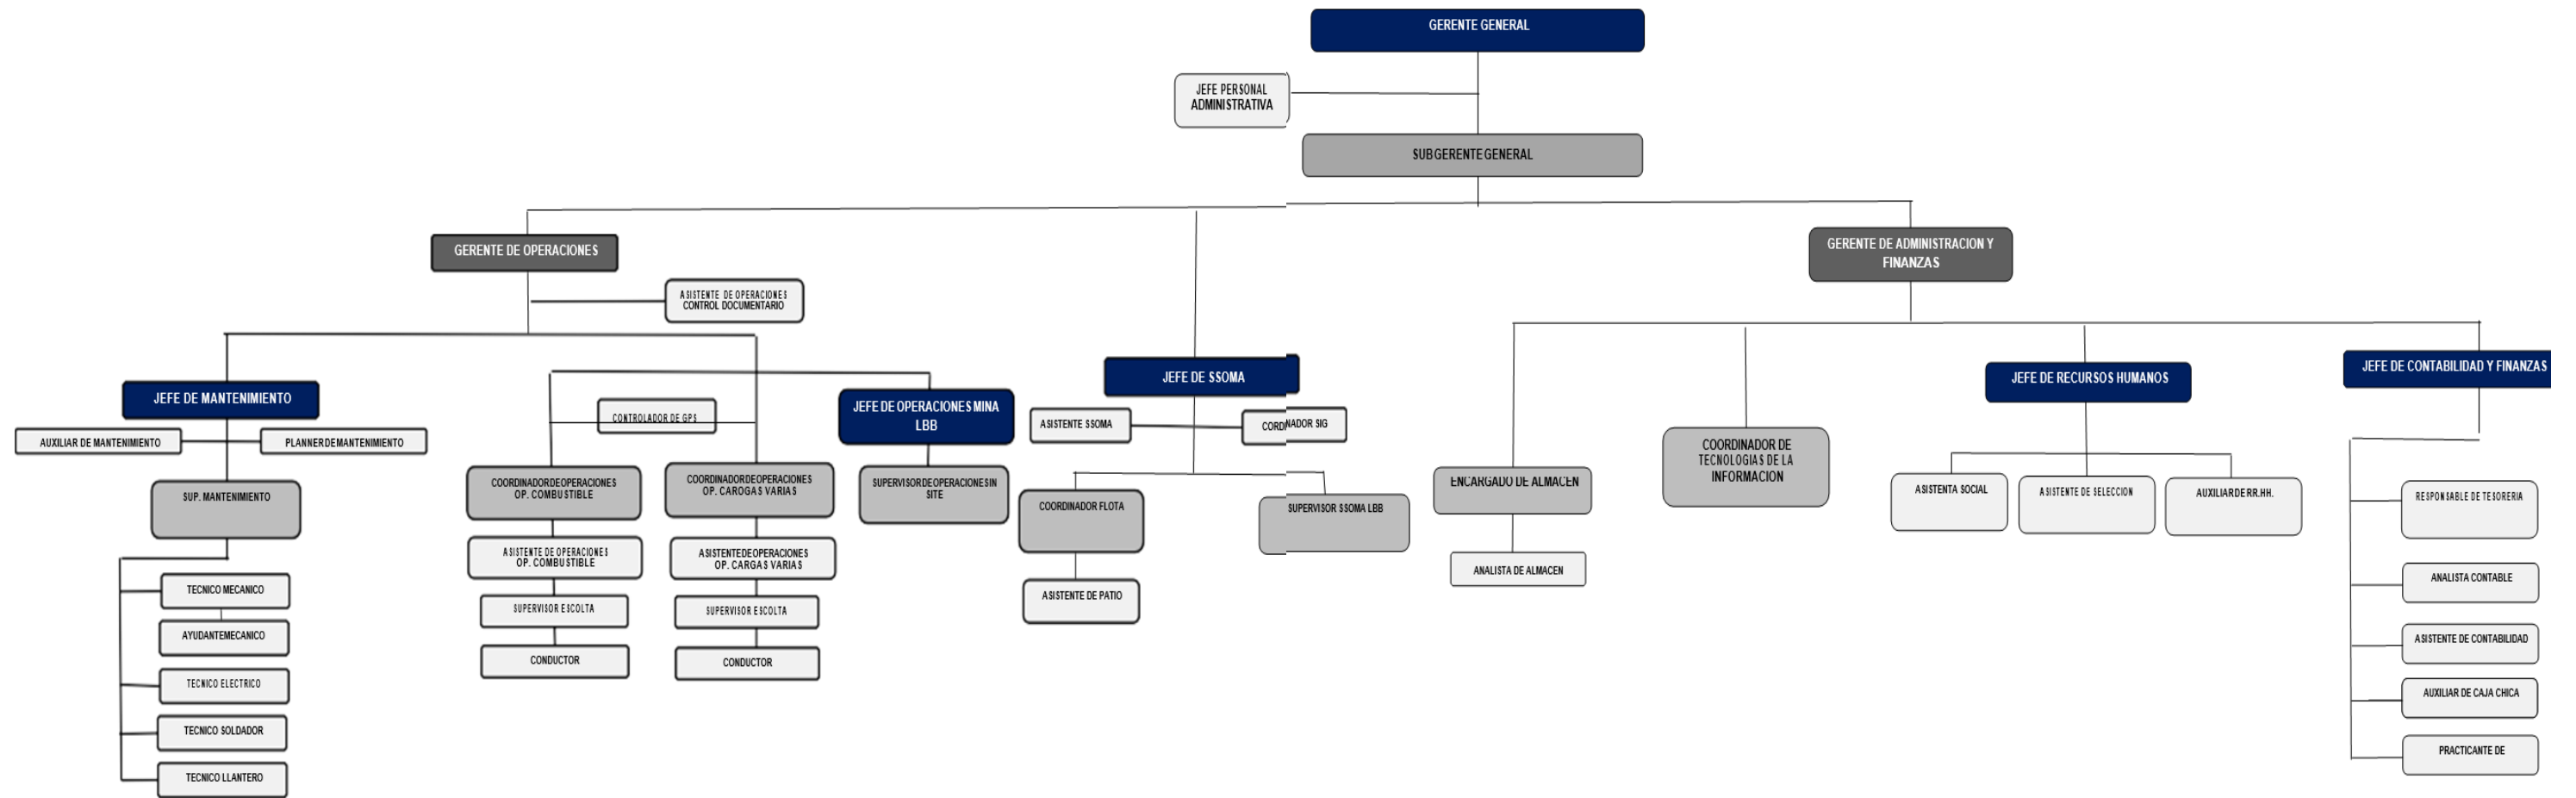 GERENTE GENERAL
JEFE PERSONAL
ADMINISTRATIVA
SUB GERENTE GENERAL
GERENTE DE OPERACIONES
GERENTE DE ADMINISTRACION Y
FINANZAS
ASISTENTE DE OPERACIONES
CONTROL DOCUMENTARIO
JEFE DE MANTENIMIENTO
AUXILIAR DE MANTENIMIENTO
PLANNER DE MANTENIMIENTO
SUP. MANTENIMIENTO
TECNICO MECANICO
AYUDANTE MECANICO
TECNICO ELECTRICO
TECNICO SOLDADOR
TECNICO LLANTERO
CONTROLADOR DE GPS
COORDINADOR DE OPERACIONES
OP. COMBUSTIBLE
ASISTENTE DE OPERACIONES
OP. COMBUSTIBLE
SUPERVISOR ESCOLTA
CONDUCTOR
COORDINADOR DE OPERACIONES
OP. CAROGAS VARIAS
ASISTENTE DE OPERACIONES
OP. CARGAS VARIAS
SUPERVISOR ESCOLTA
CONDUCTOR
JEFE DE OPERACIONES MINA
LBB
SUPERVISOR DE OPERACIONES IN
SITE
JEFE DE SSOMA
ASISTENTE SSOMA
CORDINADOR SIG
COORDINADOR FLOTA
ASISTENTE DE PATIO
SUPERVISOR SSOMA LBB
ENCARGADO DE ALMACEN
ANALISTA DE ALMACEN
COORDINADOR DE
TECNOLOGIAS DE LA
INFORMACION
JEFE DE RECURSOS HUMANOS
ASISTENTA SOCIAL
ASISTENTE DE SELECCION
AUXILIAR DE RR.HH.
JEFE DE CONTABILIDAD Y FINANZAS
RESPONSABLE DE TESORERIA
ANALISTA CONTABLE
ASISTENTE DE CONTABILIDAD
AUXILIAR DE CAJA CHICA
PRACTICANTE DE